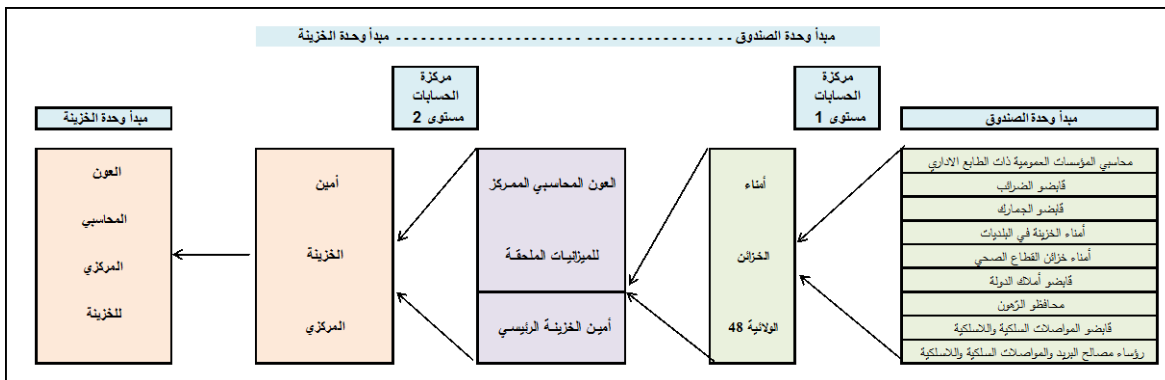 مبدأ وحدة الصندوق - - - - - - - - - - - - - - - - - - - - - - - - - - - - - - - - - - - - - - - - مبدأ وحدة الخزينة
مركزة
الحسابات
مستوى 1
مركزة
الحسابات
مستوى 2
مبدأ وحدة الصندوق
مبدأ وحدة الخزينة
محاسبي المؤسسات العمومية ذات الطابع الاداري
قابضو الضرائب
قابضو الجمارك
أمناء الخزينة في البلديات
أمناء خزائن القطاع الصحي
قابضو أملاك الدولة
محافظو الرّهون
قابضو المواصلات السلكية واللاسلكية
رؤساء مصالح البريد والمواصلات السلكية واللاسلكية
أمناء
الخزائن
الولائية 48
العون المحاسبي الممركز
للميزانيات الملحقة
أمين الخزينة الرئيسي
أمين
الخزينة
المركزي
العون
المحاسبي
المركزي
للخزينة